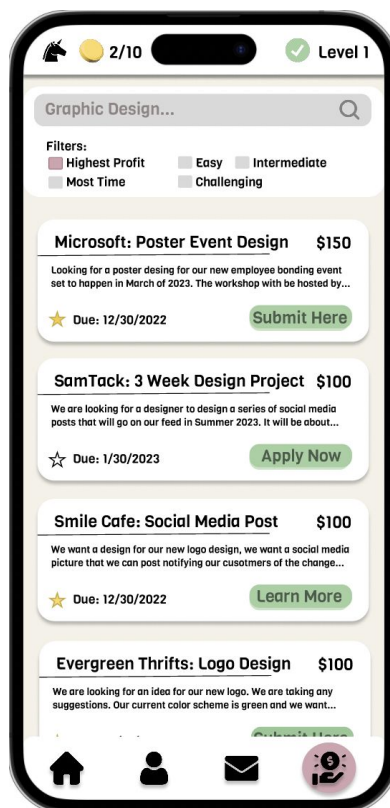 2/10
Level 1
Graphic Design...
Filters:
Highest Profit
Easy
Intermediate
Most Time
Challenging
Microsoft: Poster Event Design $150
Looking for a poster desing for our new employee bonding event
set to happen in March of 2023. The workshop with be hosted by...
Due: 12/30/2022
Submit Here
SamTack: 3 Week Design Project $100
We are looking for a designer to design a series of social media
posts that will go on our feed in Summer 2023. It will be about...
Due: 1/30/2023
Apply Now
Smile Cafe: Social Media Post $100
We want a design for our new logo design, we want a social media
picture that we can post notifying our cusotmers of the change...
Due: 12/30/2022
Learn More
Evergreen Thrifts: Logo Design $100
We are looking for an idea for our new logo. We are taking any
suggestions. Our current color scheme is green and we want...
Submit Here
$